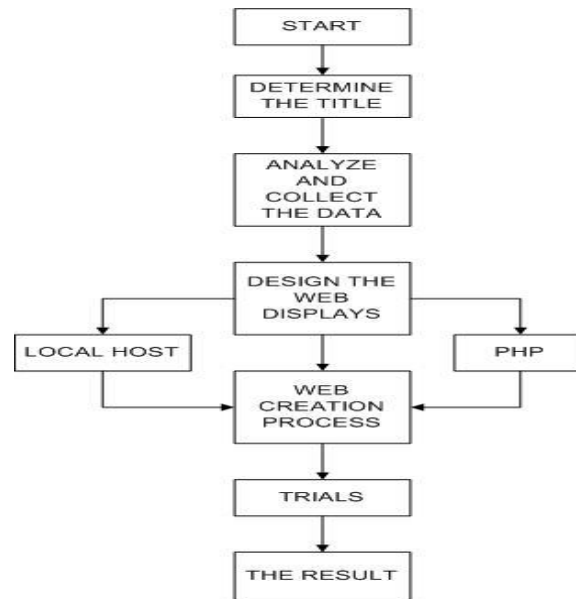 START
DETERMINE
THE TITLE
ANALYZE
AND
COLLECT
THE DATA
DESIGN THE
WEB
DISPLAYS
LOCAL HOST
PHP
WEB
CREATION
PROCESS
TRIALS
THE RESULT